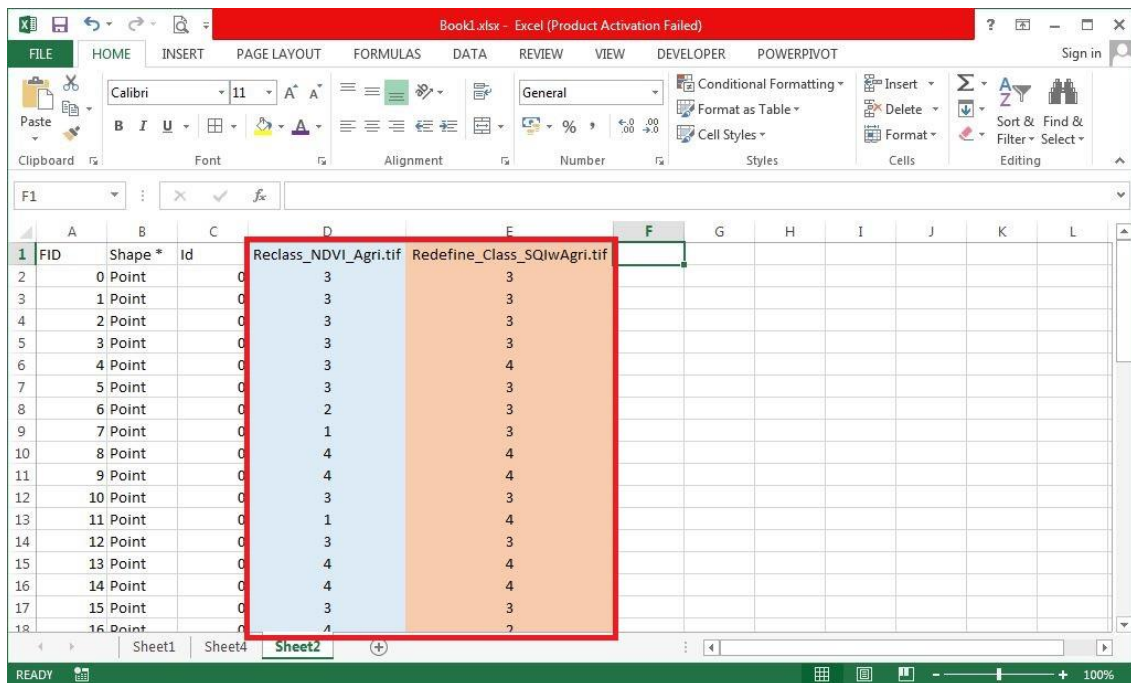 Book1.xlsx - Excel (Product Activation Failed)
FILE HOME INSERT PAGE LAYOUT FORMULAS DATA REVIEW VIEW DEVELOPER POWERPIVOT Sign in
Paste
Calibri 11 A A
B I U A
General
% , .0 .00 .00 .0
Conditional Formatting
Format as Table
Cell Styles
Insert
Delete
Format
Σ A Z
Sort & Filter
Find & Select
Clipboard Font Alignment Number Styles Cells Editing
F1 fx
A B C D E F G H I J K L
1 FID Shape * Id Reclass_NDVI_Agri.tif Redefine_Class_SQIwAgri.tif
2 0 Point 0 3 3
3 1 Point 0 3 3
4 2 Point 0 3 3
5 3 Point 0 3 3
6 4 Point 0 3 4
7 5 Point 0 3 3
8 6 Point 0 2 3
9 7 Point 0 1 3
10 8 Point 0 4 4
11 9 Point 0 4 4
12 10 Point 0 3 3
13 11 Point 0 1 4
14 12 Point 0 3 3
15 13 Point 0 4 4
16 14 Point 0 4 4
17 15 Point 0 3 3
18 16 Point 0 4 2
Sheet1 Sheet4 Sheet2
READY 100%